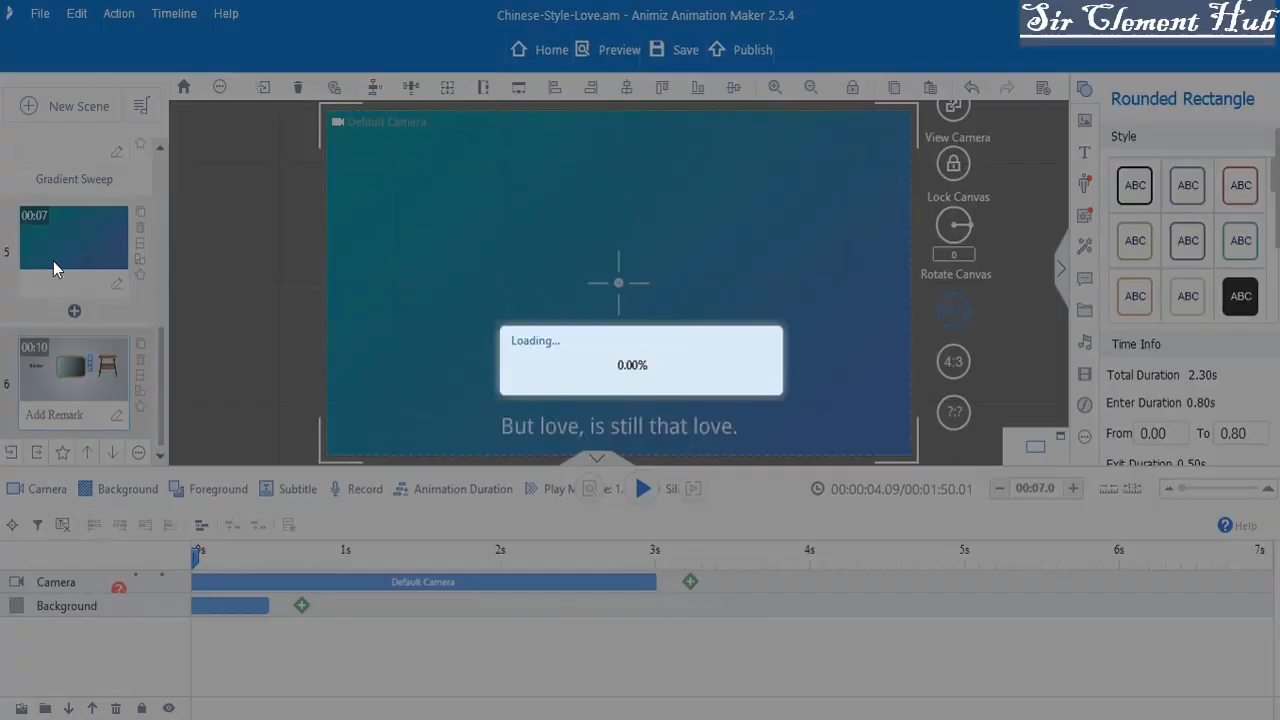 File Edit Action Timeline Help
Chinese-Style-Love.am - Animiz Animation Maker 2.5.4
Sir Clement Hub
Home Preview Save Publish
New Scene
Rounded Rectangle
Default Camera
View Camera
Style
Gradient Sweep
ABC ABC ABC
Lock Canvas
00:07
ABC ABC ABC
5
0
Rotate Canvas
ABC ABC ABC
Loading...
00:10
Time Info
0.00%
4:3
Total Duration 2.30s
6
Enter Duration 0.80s
Add Remark
?:?
But love, is still that love.
From 0.00 To 0.80
Exit Duration 0.50s
Camera Background Foreground Subtitle Record Animation Duration Play
00:00:04.09/00:01:50.01
00:07.0
Help
0s 1s 2s 3s 4s 5s 6s 7s
Camera
?
Default Camera
Background